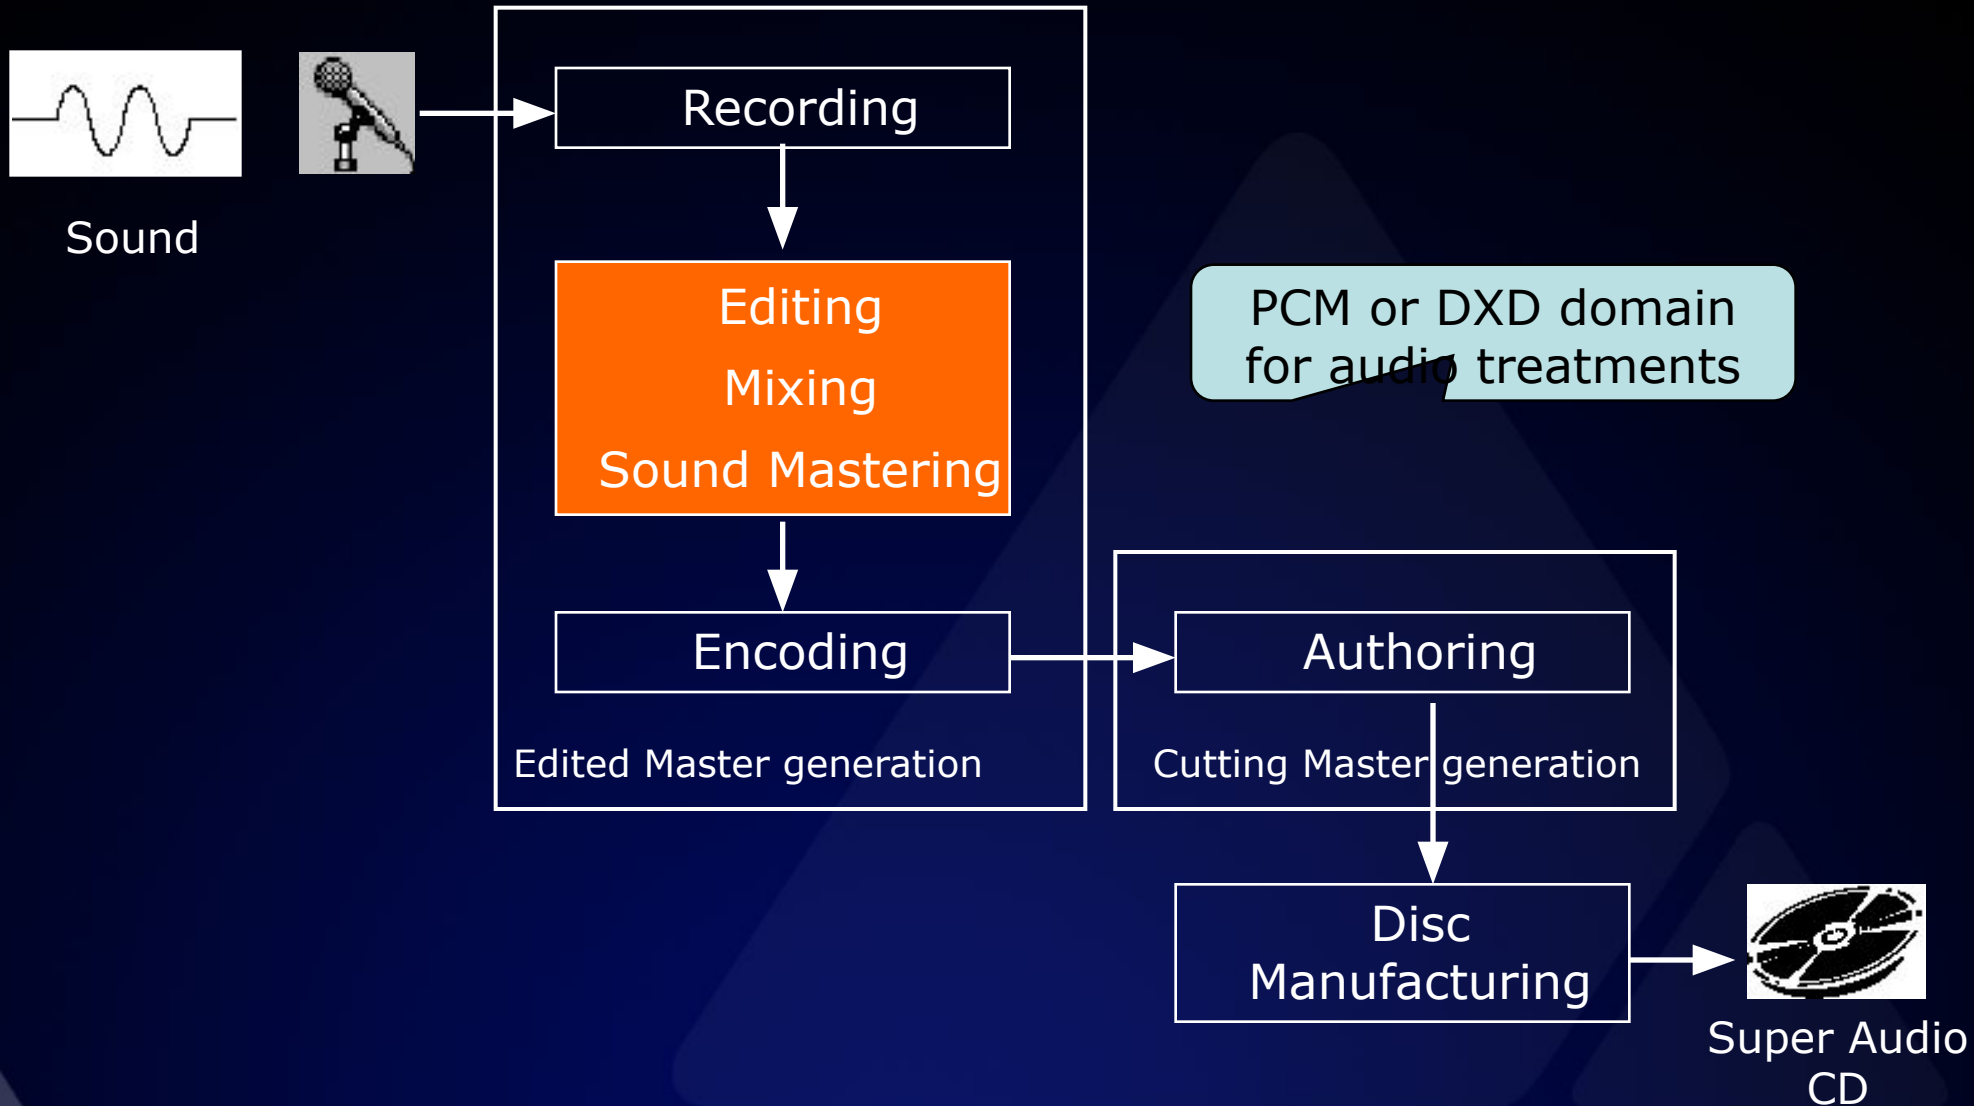 Sound
Recording
Editing
Mixing
Sound Mastering
PCM or DXD domain
for audio treatments
Encoding
Edited Master generation
Authoring
Cutting Master generation
Disc
Manufacturing
Super Audio
CD